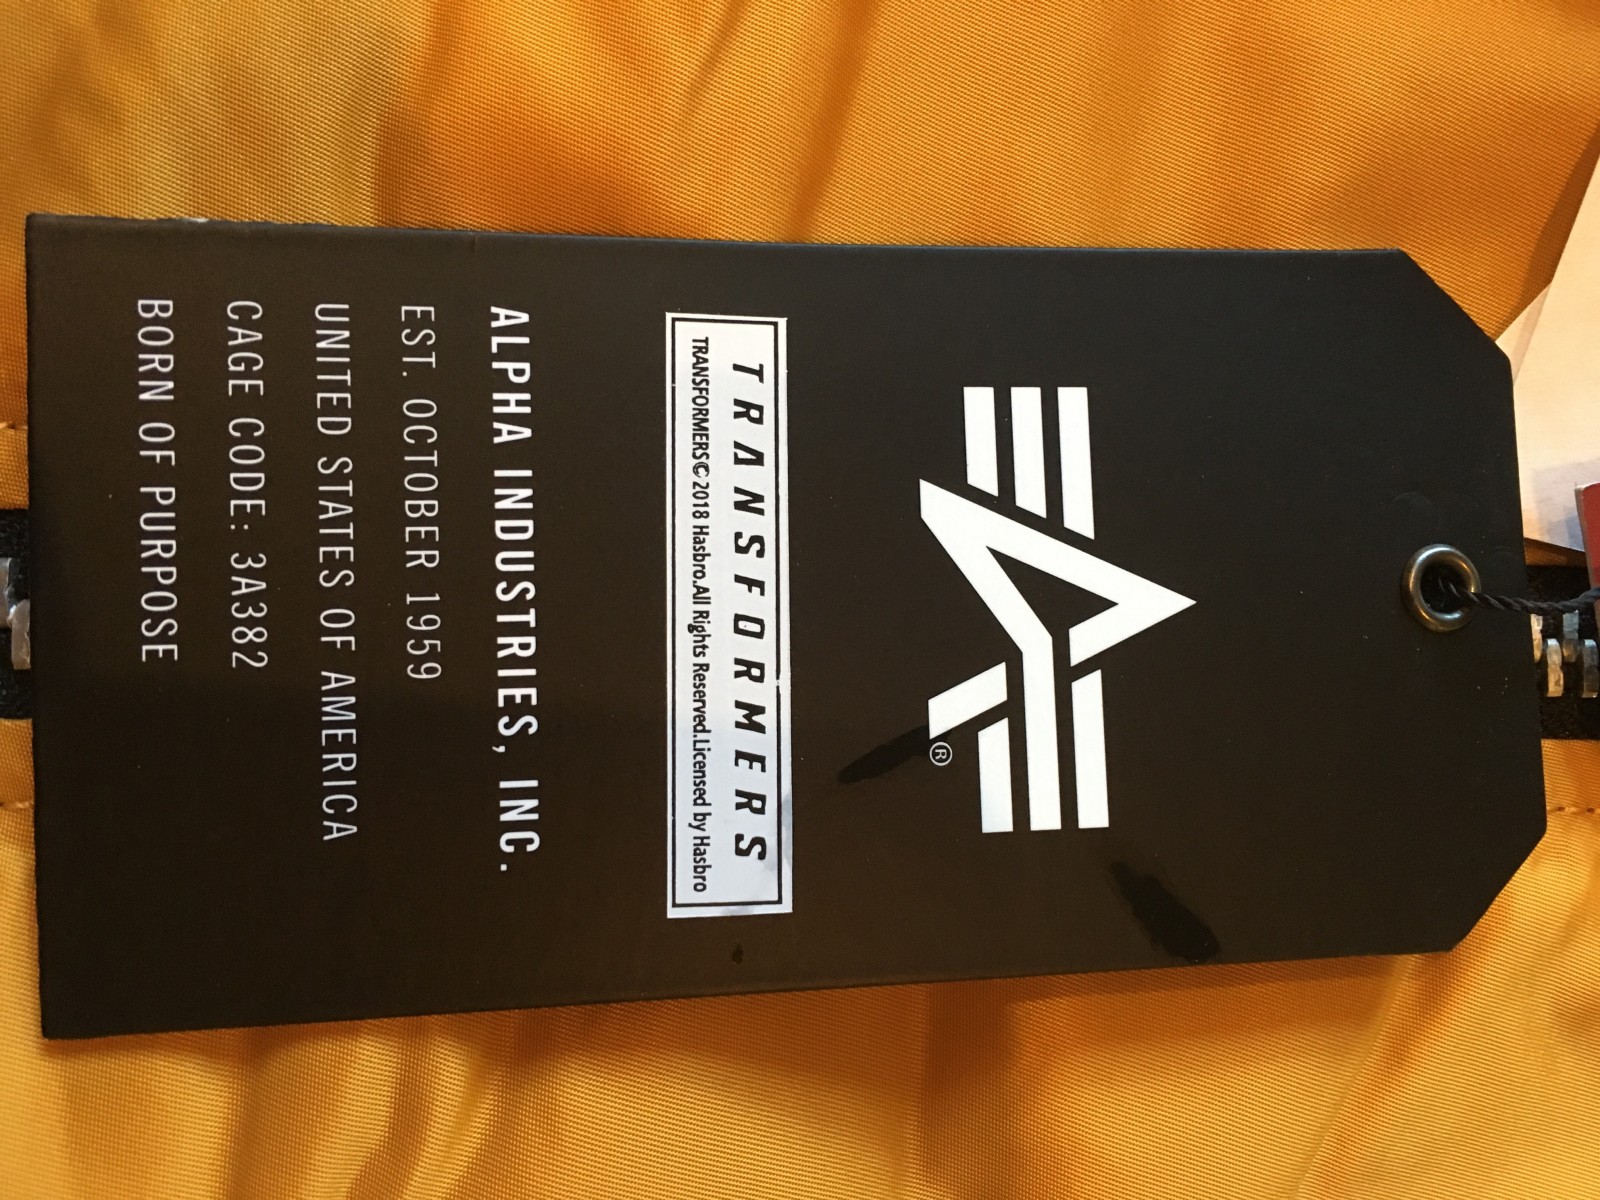 ®
TRANSFORMERS
TRANSFORMERS© 2018 Hasbro.All Rights Reserved.Licensed by Hasbro
ALPHA INDUSTRIES, INC.
EST. OCTOBER 1959
UNITED STATES OF AMERICA
CAGE CODE: 3A382
BORN OF PURPOSE